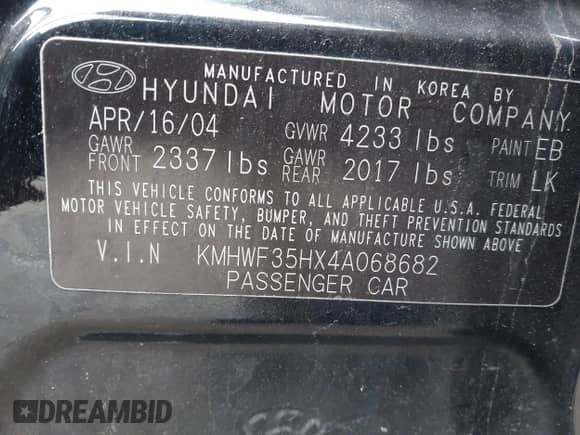 MANUFACTURED IN KOREA BY
HYUNDAI MOTOR COMPANY
APR/16/04 GVWR 4233 lbs PAINT EB
GAWR FRONT 2337 lbs GAWR REAR 2017 lbs TRIM LK
THIS VEHICLE CONFORMS TO ALL APPLICABLE U.S.A. FEDERAL
MOTOR VEHICLE SAFETY, BUMPER, AND THEFT PREVENTION STANDARDS
IN EFFECT ON THE DATE OF MANUFACTURE SHOWN ABOVE
V.I.N KMHWF35HX4A068682
PASSENGER CAR
DREAMBID